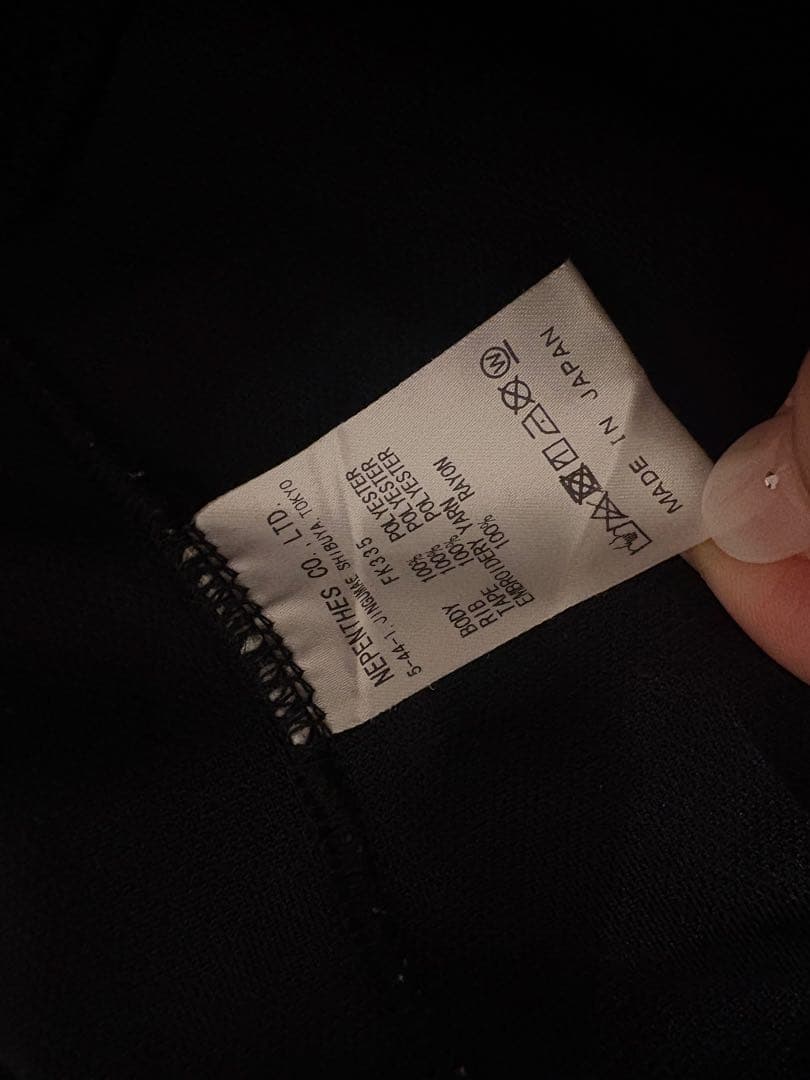 NEPENTHES CO., LTD.
5-44-1, JINGUMAE SHIBUYA, TOKYO
FK335
BODY 100% POLYESTER
RIB 100% POLYESTER
TAPE 100% POLYESTER
EMBROIDERY YARN 100% RAYON
W
MADE IN JAPAN